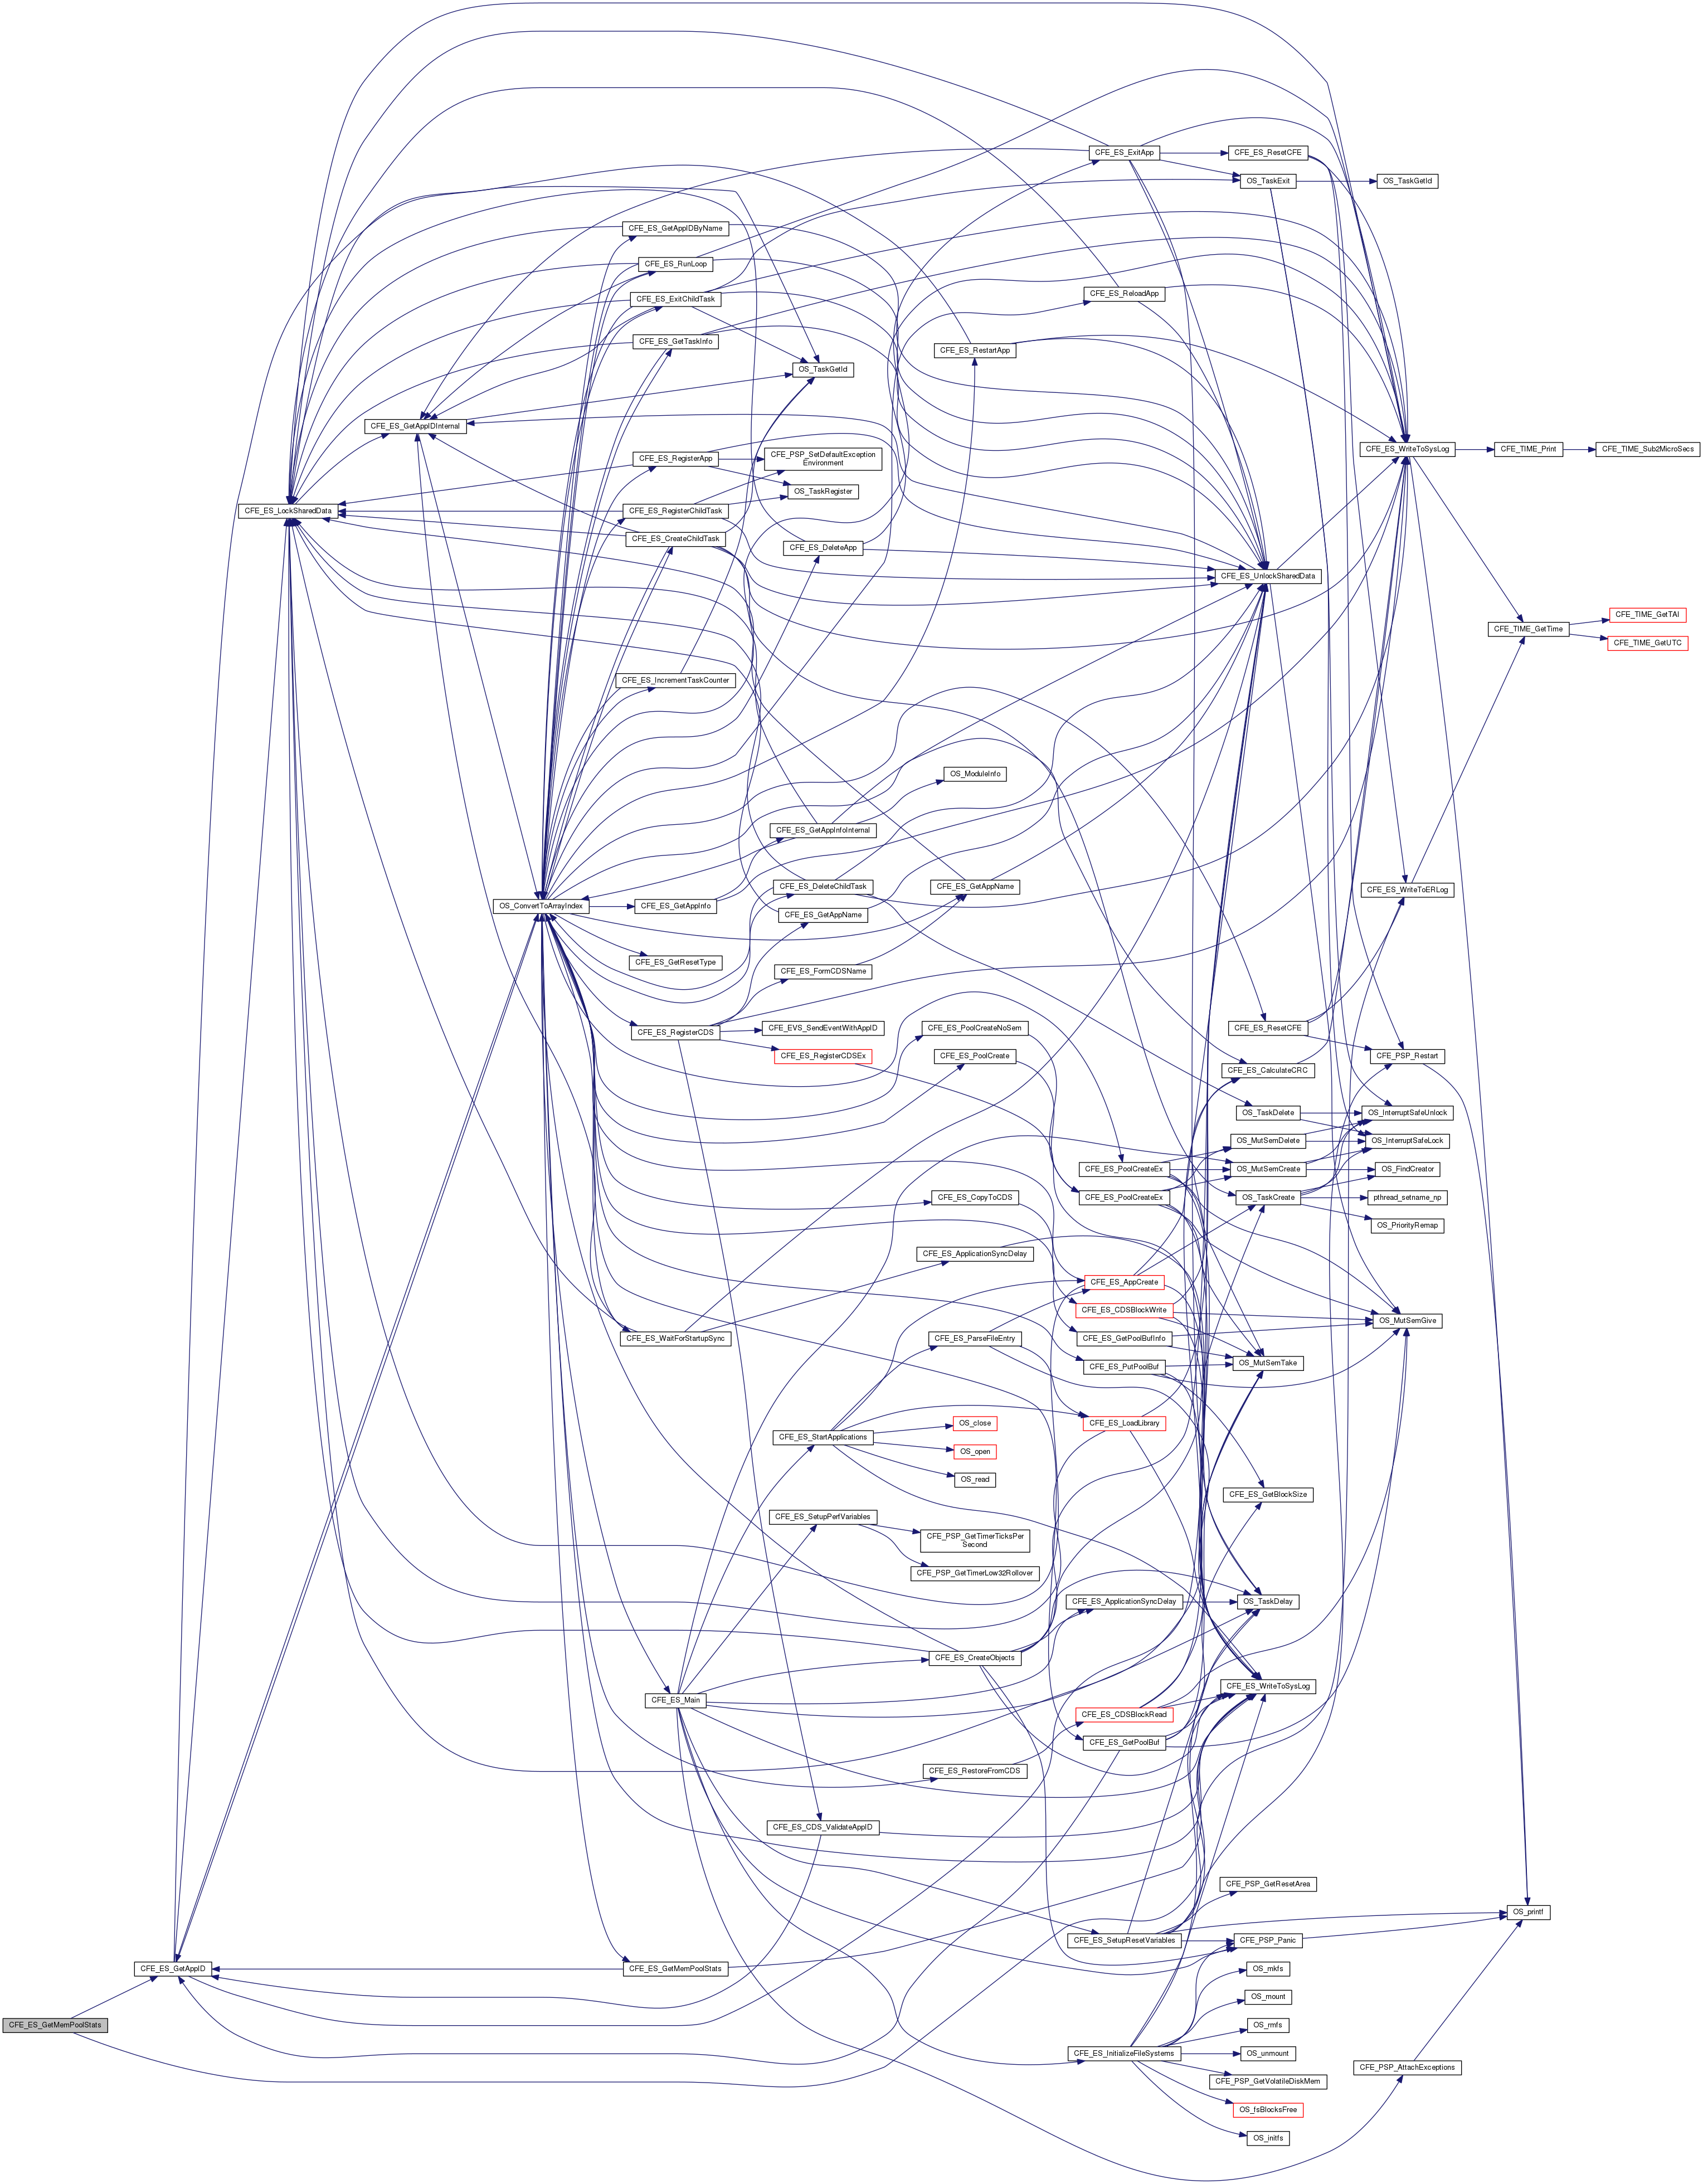 CFE_ES_ExitApp
CFE_ES_ResetCFE
OS_TaskExit
OS_TaskGetId
CFE_ES_GetAppIDByName
CFE_ES_RunLoop
CFE_ES_ExitChildTask
CFE_ES_ReloadApp
CFE_ES_GetTaskInfo
CFE_ES_RestartApp
OS_TaskGetId
CFE_ES_GetAppIDInternal
CFE_ES_WriteToSysLog
CFE_TIME_Print
CFE_TIME_Sub2MicroSecs
CFE_ES_RegisterApp
CFE_PSP_SetDefaultException
Environment
OS_TaskRegister
CFE_ES_LockSharedData
CFE_ES_RegisterChildTask
CFE_ES_CreateChildTask
CFE_ES_DeleteApp
CFE_ES_UnlockSharedData
CFE_TIME_GetTAI
CFE_TIME_GetTime
CFE_TIME_GetUTC
CFE_ES_IncrementTaskCounter
OS_ModuleInfo
CFE_ES_GetAppInfoInternal
CFE_ES_DeleteChildTask
CFE_ES_GetAppName
CFE_ES_WriteToERLog
OS_ConvertToArrayIndex
CFE_ES_GetAppInfo
CFE_ES_GetAppName
CFE_ES_GetResetType
CFE_ES_FormCDSName
CFE_ES_RegisterCDS
CFE_EVS_SendEventWithAppID
CFE_ES_PoolCreateNoSem
CFE_ES_ResetCFE
CFE_ES_RegisterCDSEx
CFE_ES_PoolCreate
CFE_PSP_Restart
CFE_ES_CalculateCRC
OS_TaskDelete
OS_InterruptSafeUnlock
OS_MutSemDelete
OS_InterruptSafeLock
CFE_ES_PoolCreateEx
OS_MutSemCreate
OS_FindCreator
CFE_ES_CopyToCDS
CFE_ES_PoolCreateEx
OS_TaskCreate
pthread_setname_np
OS_PriorityRemap
CFE_ES_ApplicationSyncDelay
CFE_ES_AppCreate
CFE_ES_CDSBlockWrite
OS_MutSemGive
CFE_ES_WaitForStartupSync
CFE_ES_ParseFileEntry
CFE_ES_GetPoolBufInfo
OS_MutSemTake
CFE_ES_PutPoolBuf
CFE_ES_StartApplications
OS_close
CFE_ES_LoadLibrary
OS_open
OS_read
CFE_ES_GetBlockSize
CFE_ES_SetupPerfVariables
CFE_PSP_GetTimerTicksPer
Second
CFE_PSP_GetTimerLow32Rollover
CFE_ES_ApplicationSyncDelay
OS_TaskDelay
CFE_ES_CreateObjects
CFE_ES_Main
CFE_ES_WriteToSysLog
CFE_ES_CDSBlockRead
CFE_ES_GetPoolBuf
CFE_ES_RestoreFromCDS
CFE_ES_CDS_ValidateAppID
CFE_PSP_GetResetArea
OS_printf
CFE_ES_SetupResetVariables
CFE_PSP_Panic
CFE_ES_GetAppID
CFE_ES_GetMemPoolStats
OS_mkfs
OS_mount
CFE_ES_GetMemPoolStats
OS_rmfs
CFE_ES_InitializeFileSystems
OS_unmount
CFE_PSP_AttachExceptions
CFE_PSP_GetVolatileDiskMem
OS_fsBlocksFree
OS_initfs